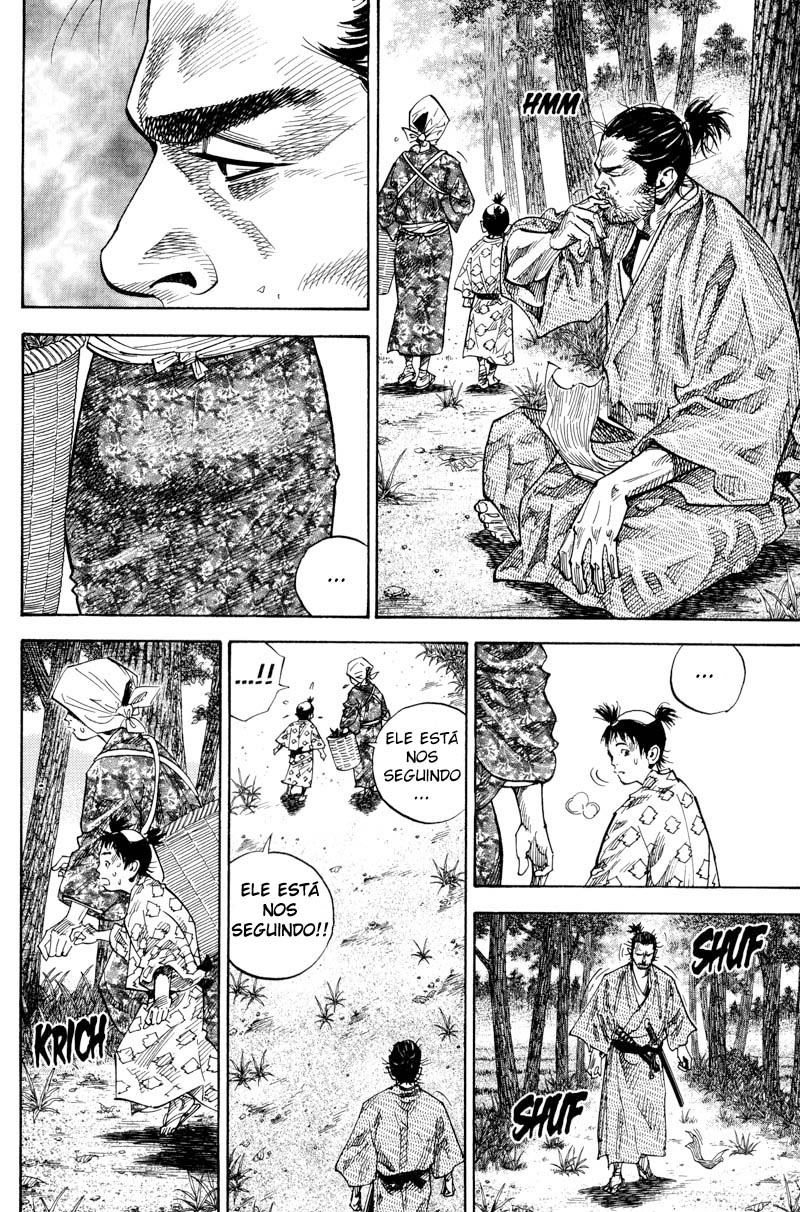 HMM
...
...
SHUF
SHUF
...!!
ELE ESTÁ
NOS
SEGUINDO
...
ELE ESTÁ
NOS
SEGUINDO!!
KRICH